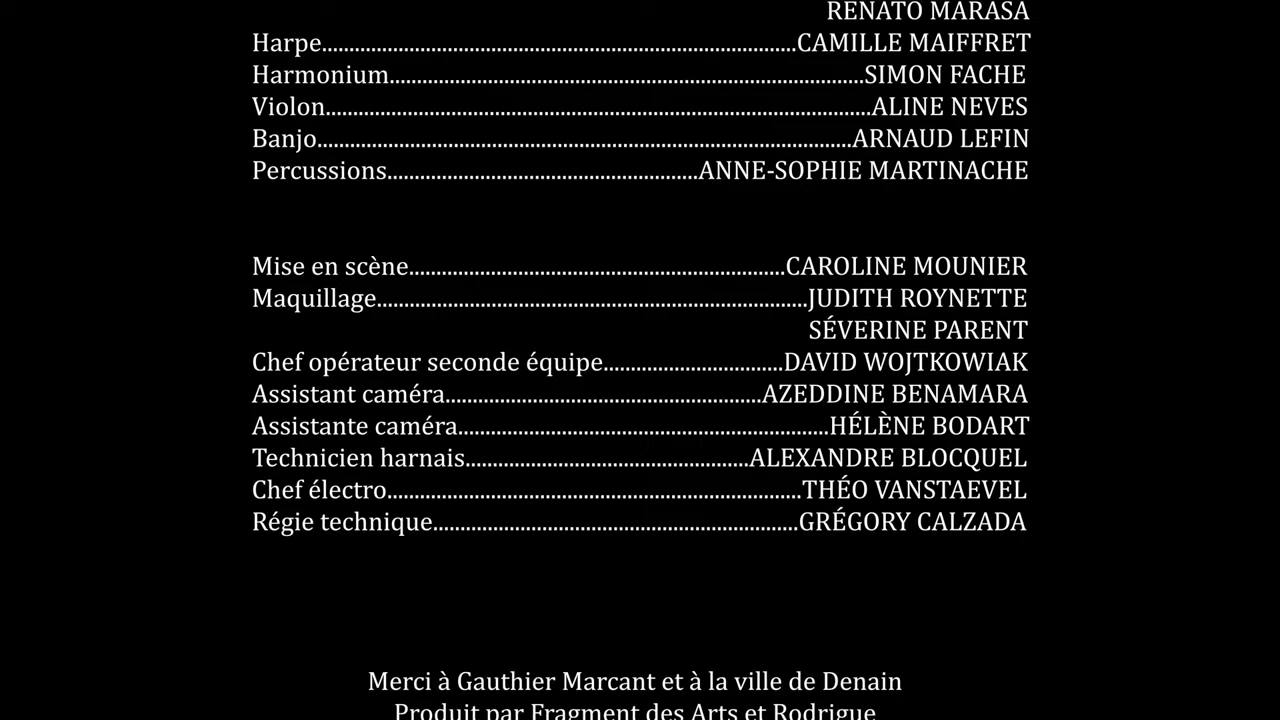 RENATO MARASA
Harpe........................................................................CAMILLE MAIFFRET
Harmonium........................................................................SIMON FACHE
Violon...................................................................................ALINE NEVES
Banjo.................................................................................ARNAUD LEFIN
Percussions...............................................ANNE-SOPHIE MARTINACHE
Mise en scène.........................................................CAROLINE MOUNIER
Maquillage.................................................................JUDITH ROYNETTE
SÉVERINE PARENT
Chef opérateur seconde équipe...........................DAVID WOJTKOWIAK
Assistant caméra................................................AZEDDINE BENAMARA
Assistante caméra........................................................HÉLÈNE BODART
Technicien harnais...........................................ALEXANDRE BLOCQUEL
Chef électro...............................................................THÉO VANSTAEVEL
Régie technique.......................................................GRÉGORY CALZADA
Merci à Gauthier Marcant et à la ville de Denain
Produit par Fragment des Arts et Rodrigue